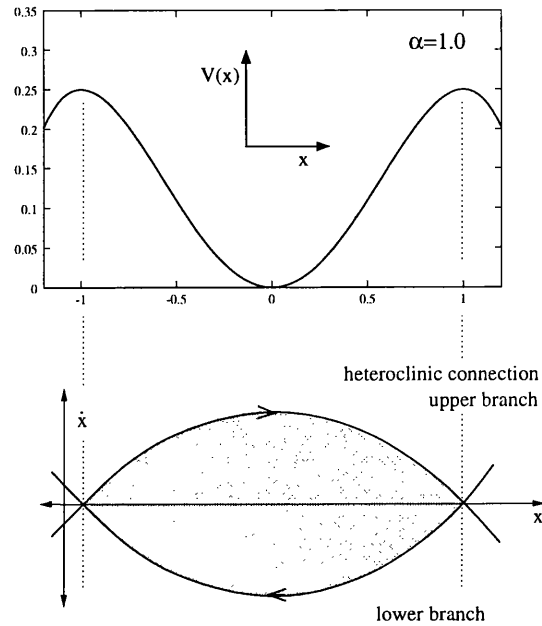 0.35
0.3
0.25
0.2
0.15
0.1
0.05
0
α=1.0
V(x)
x
-1
-0.5
0
0.5
1
heteroclinic connection
upper branch
ẋ
x
lower branch